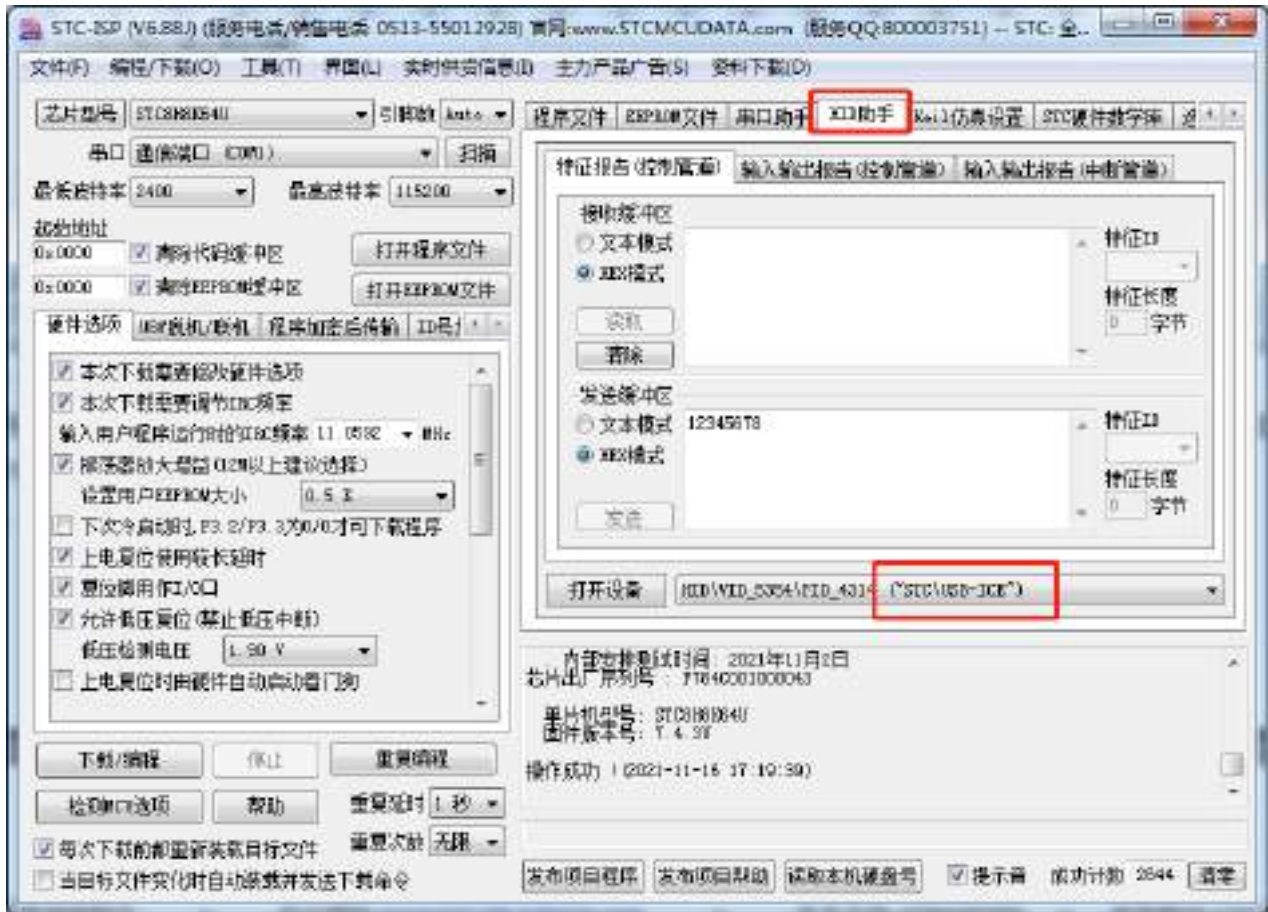 STC-ISP (V6.88J) (服务电话/销售电话 0513-55012928) 官网:www.STCMCUDATA.com (服务QQ:800003751) -- STC: 全..
文件(F) 编程/下载(O) 工具(T) 界面(L) 实时供货信息(I) 主力产品广告(S) 资料下载(D)
芯片型号 STC8H8K64U 引脚数 Auto
串口 通信端口 (COM1) 扫描
最低波特率 2400 最高波特率 115200
起始地址
0x0000 清除代码缓冲区 打开程序文件
0x0000 清除EEPROM缓冲区 打开EEPROM文件
硬件选项 脱机/联机 程序加密后传输 ID号
本次下载需要修改硬件选项
本次下载需要调节IRC频率
输入用户程序运行时的IRC频率 11.0592 MHz
振荡器放大增益(12M以上建议选择)
设置用户EEPROM大小 0.5 K
下次冷启动时,P3.2/P3.3为0/0才可下载程序
上电复位使用较长延时
复位脚用作I/O口
允许低压复位(禁止低压中断)
低压检测电压 1.90 V
上电复位时由硬件自动启动看门狗
下载/编程 停止 重复编程
检测MCU选项 帮助 重复延时 1 秒
重复次数 无限
每次下载前都重新装载目标文件
当目标文件变化时自动装载并发送下载命令
程序文件 EEPROM文件 串口助手 HID助手 Keil仿真设置 STC硬件数学库
特征报告(控制管道) 输入输出报告(控制管道) 输入输出报告(中断管道)
接收缓冲区
文本模式
HEX模式
读取
清除
特征ID
特征长度
0 字节
发送缓冲区
文本模式 12345678
HEX模式
发送
特征ID
特征长度
0 字节
打开设备 HID\VID_5354\PID_4314 ("STC\USB-ICE")
内部安排测试时间: 2021年11月2日
芯片出厂序列号 :
单片机型号: STC8H8K64U
固件版本号:
操作成功 !(2021-11-16 17:19:39)
发布项目程序 发布项目帮助 读取本机硬盘号 提示音 成功计数 2644 清零